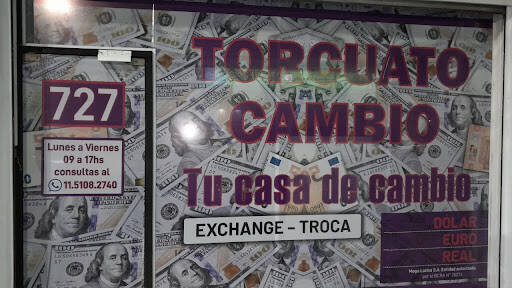 TORCUATO
CAMBIO
Tu casa de cambio
EXCHANGE – TROCA
727
Lunes a Viernes
09 a 17hs
consultas al
11.5108.2740
DOLAR
EURO
REAL